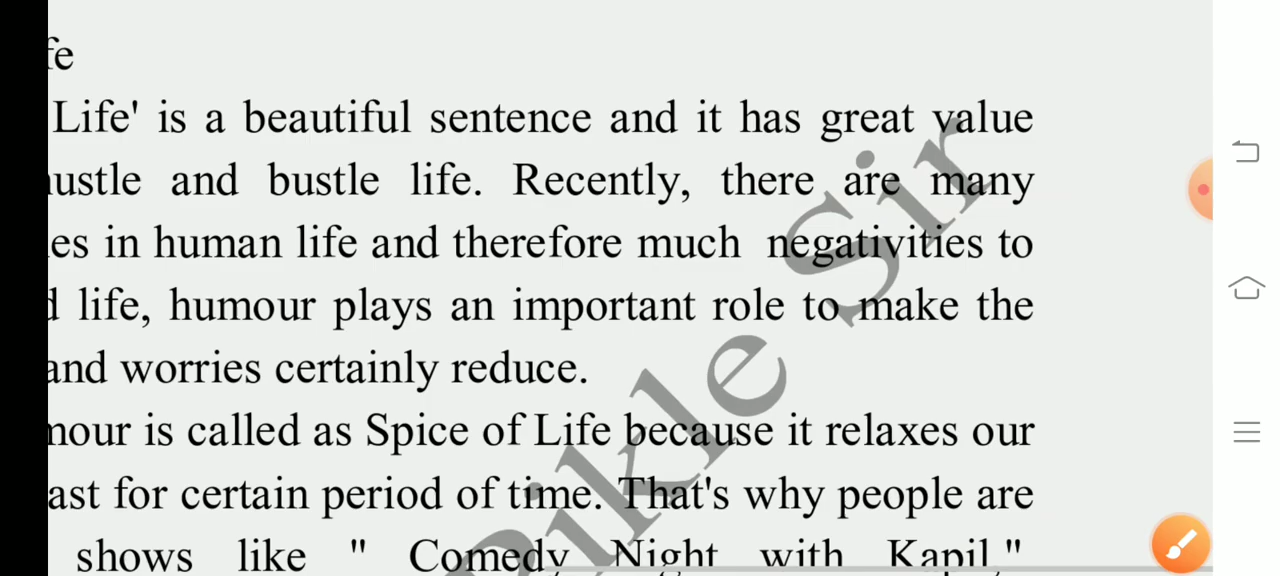 fe
Life' is a beautiful sentence and it has great value
ustle and bustle life. Recently, there are many
es in human life and therefore much negativities to
d life, humour plays an important role to make the
and worries certainly reduce.
mour is called as Spice of Life because it relaxes our
ast for certain period of time. That's why people are
shows like " Comedy Night with Kapil,"
ikle Sir